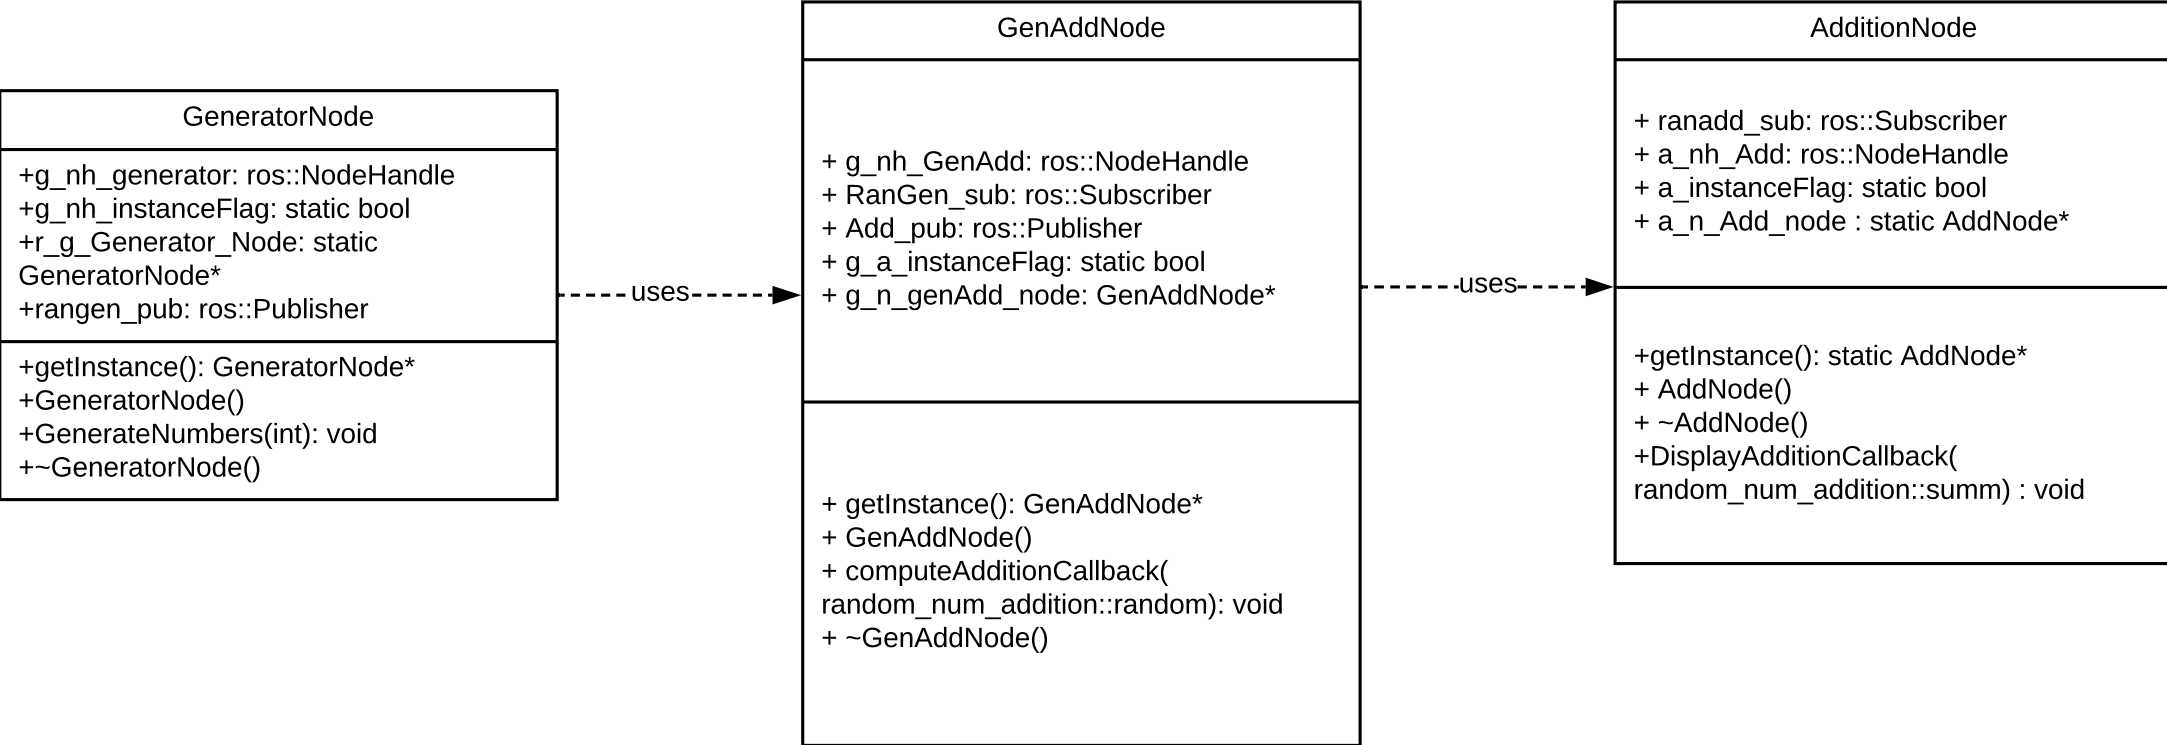 GeneratorNode
+g_nh_generator: ros::NodeHandle
+g_nh_instanceFlag: static bool
+r_g_Generator_Node: static
GeneratorNode*
+rangen_pub: ros::Publisher
+getInstance(): GeneratorNode*
+GeneratorNode()
+GenerateNumbers(int): void
+~GeneratorNode()
uses
GenAddNode
+ g_nh_GenAdd: ros::NodeHandle
+ RanGen_sub: ros::Subscriber
+ Add_pub: ros::Publisher
+ g_a_instanceFlag: static bool
+ g_n_genAdd_node: GenAddNode*
+ getInstance(): GenAddNode*
+ GenAddNode()
+ computeAdditionCallback(
random_num_addition::random): void
+ ~GenAddNode()
uses
AdditionNode
+ ranadd_sub: ros::Subscriber
+ a_nh_Add: ros::NodeHandle
+ a_instanceFlag: static bool
+ a_n_Add_node : static AddNode*
+getInstance(): static AddNode*
+ AddNode()
+ ~AddNode()
+DisplayAdditionCallback(
random_num_addition::summ) : void